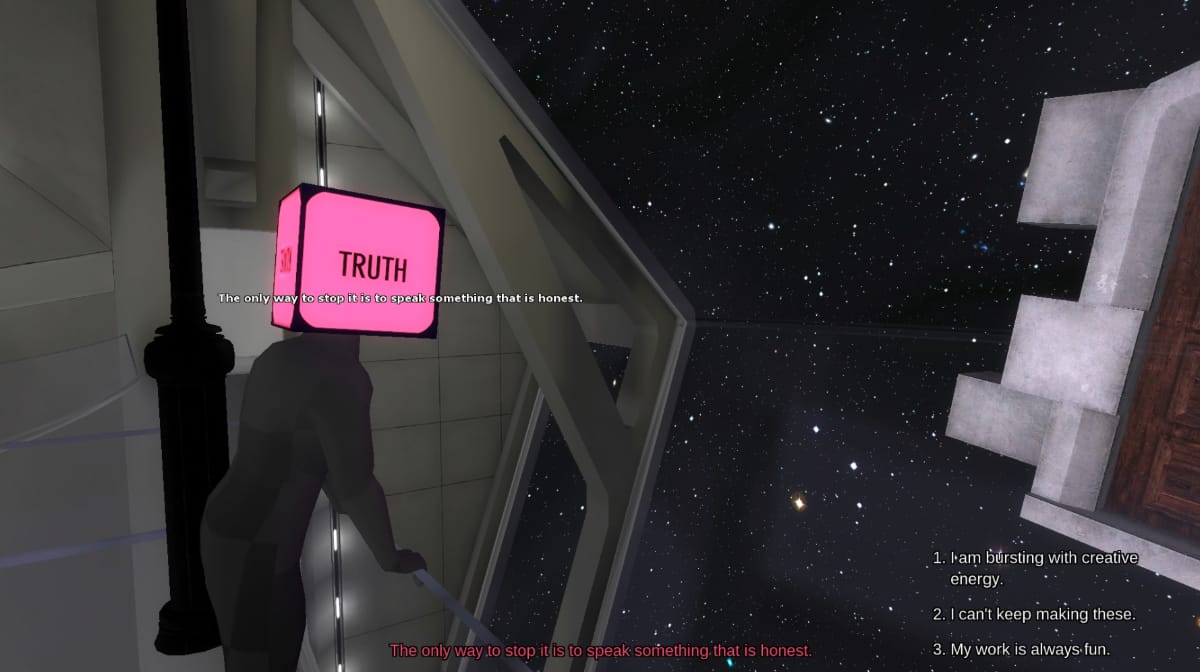 TRUTH
The only way to stop it is to speak something that is honest.
1. I am bursting with creative
energy.
2. I can't keep making these.
3. My work is always fun.
The only way to stop it is to speak something that is honest.